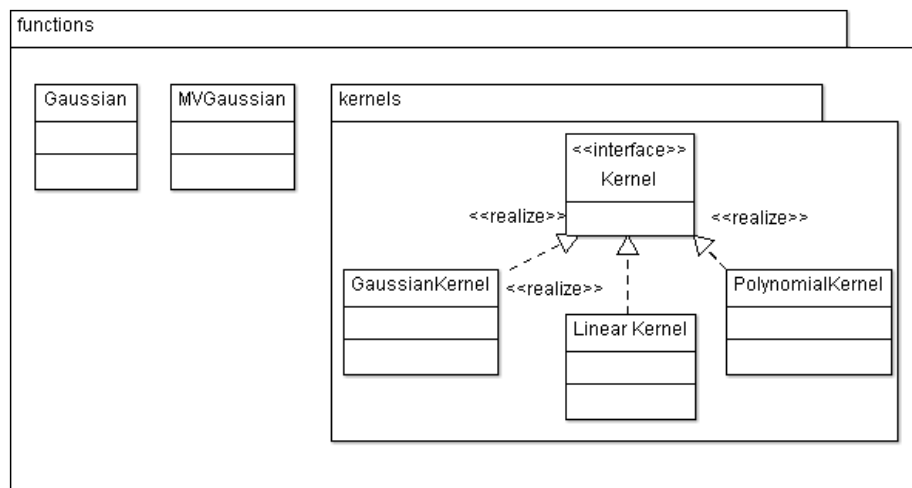 functions
Gaussian
MVGaussian
kernels
<<interface>>
Kernel
<<realize>>
<<realize>>
GaussianKernel
<<realize>>
PolynomialKernel
Linear Kernel